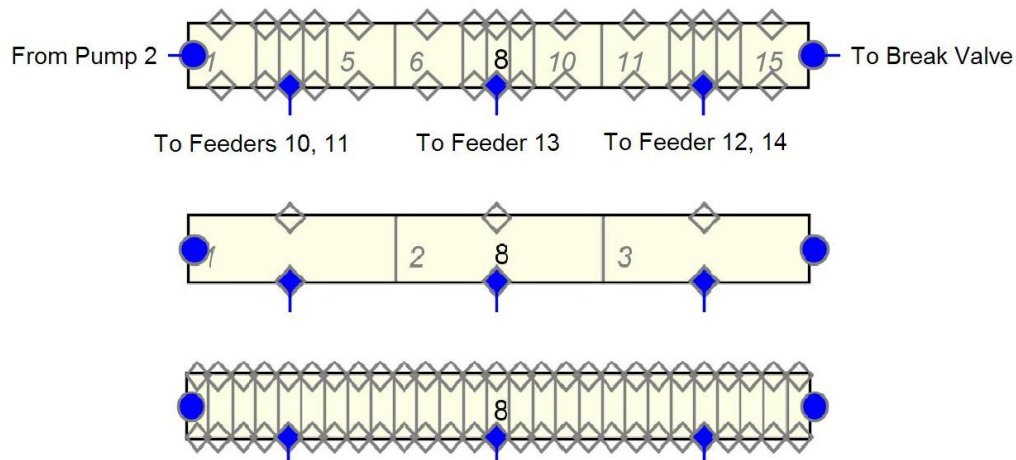 From Pump 2
1
5
6
8
10
11
15
To Break Valve
To Feeders 10, 11
To Feeder 13
To Feeder 12, 14
1
2
8
3
8